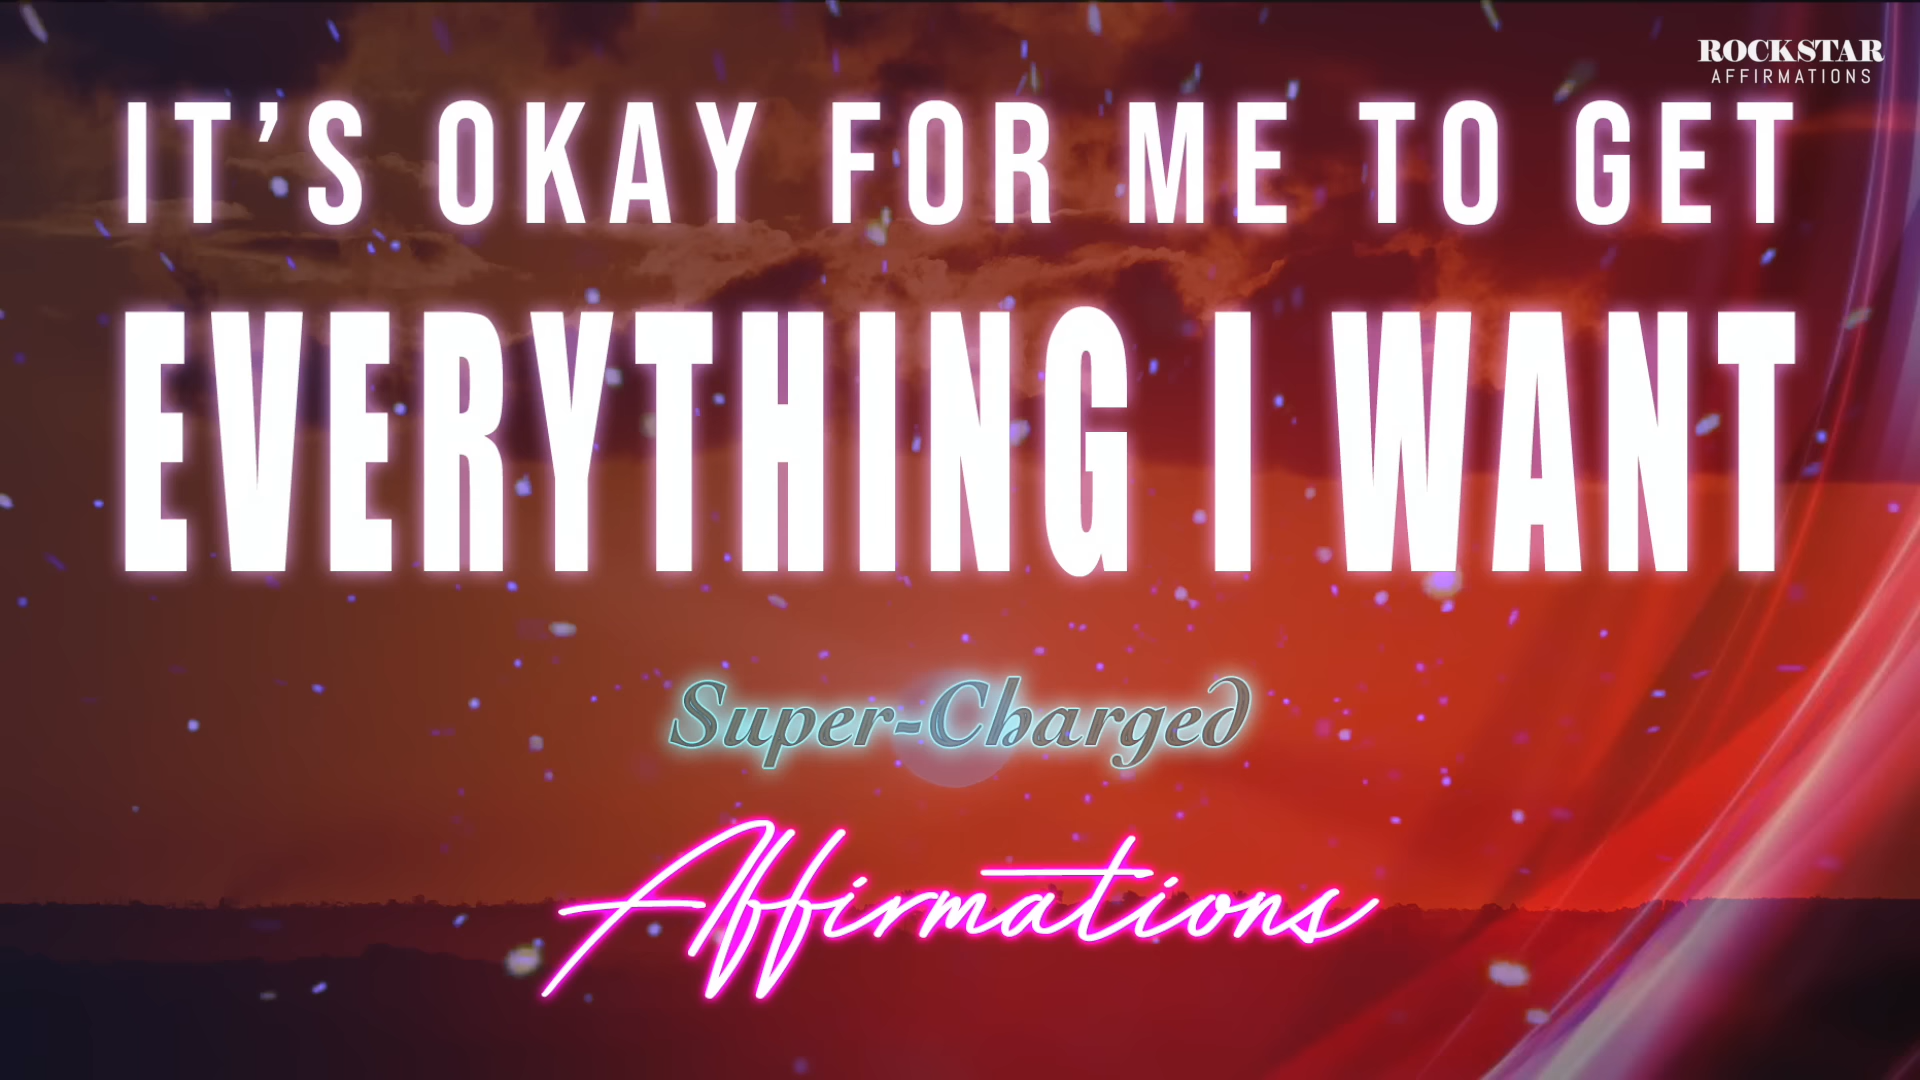 ROCKSTAR
AFFIRMATIONS
IT’S OKAY FOR ME TO GET
EVERYTHING I WANT
Super-Charged
Affirmations